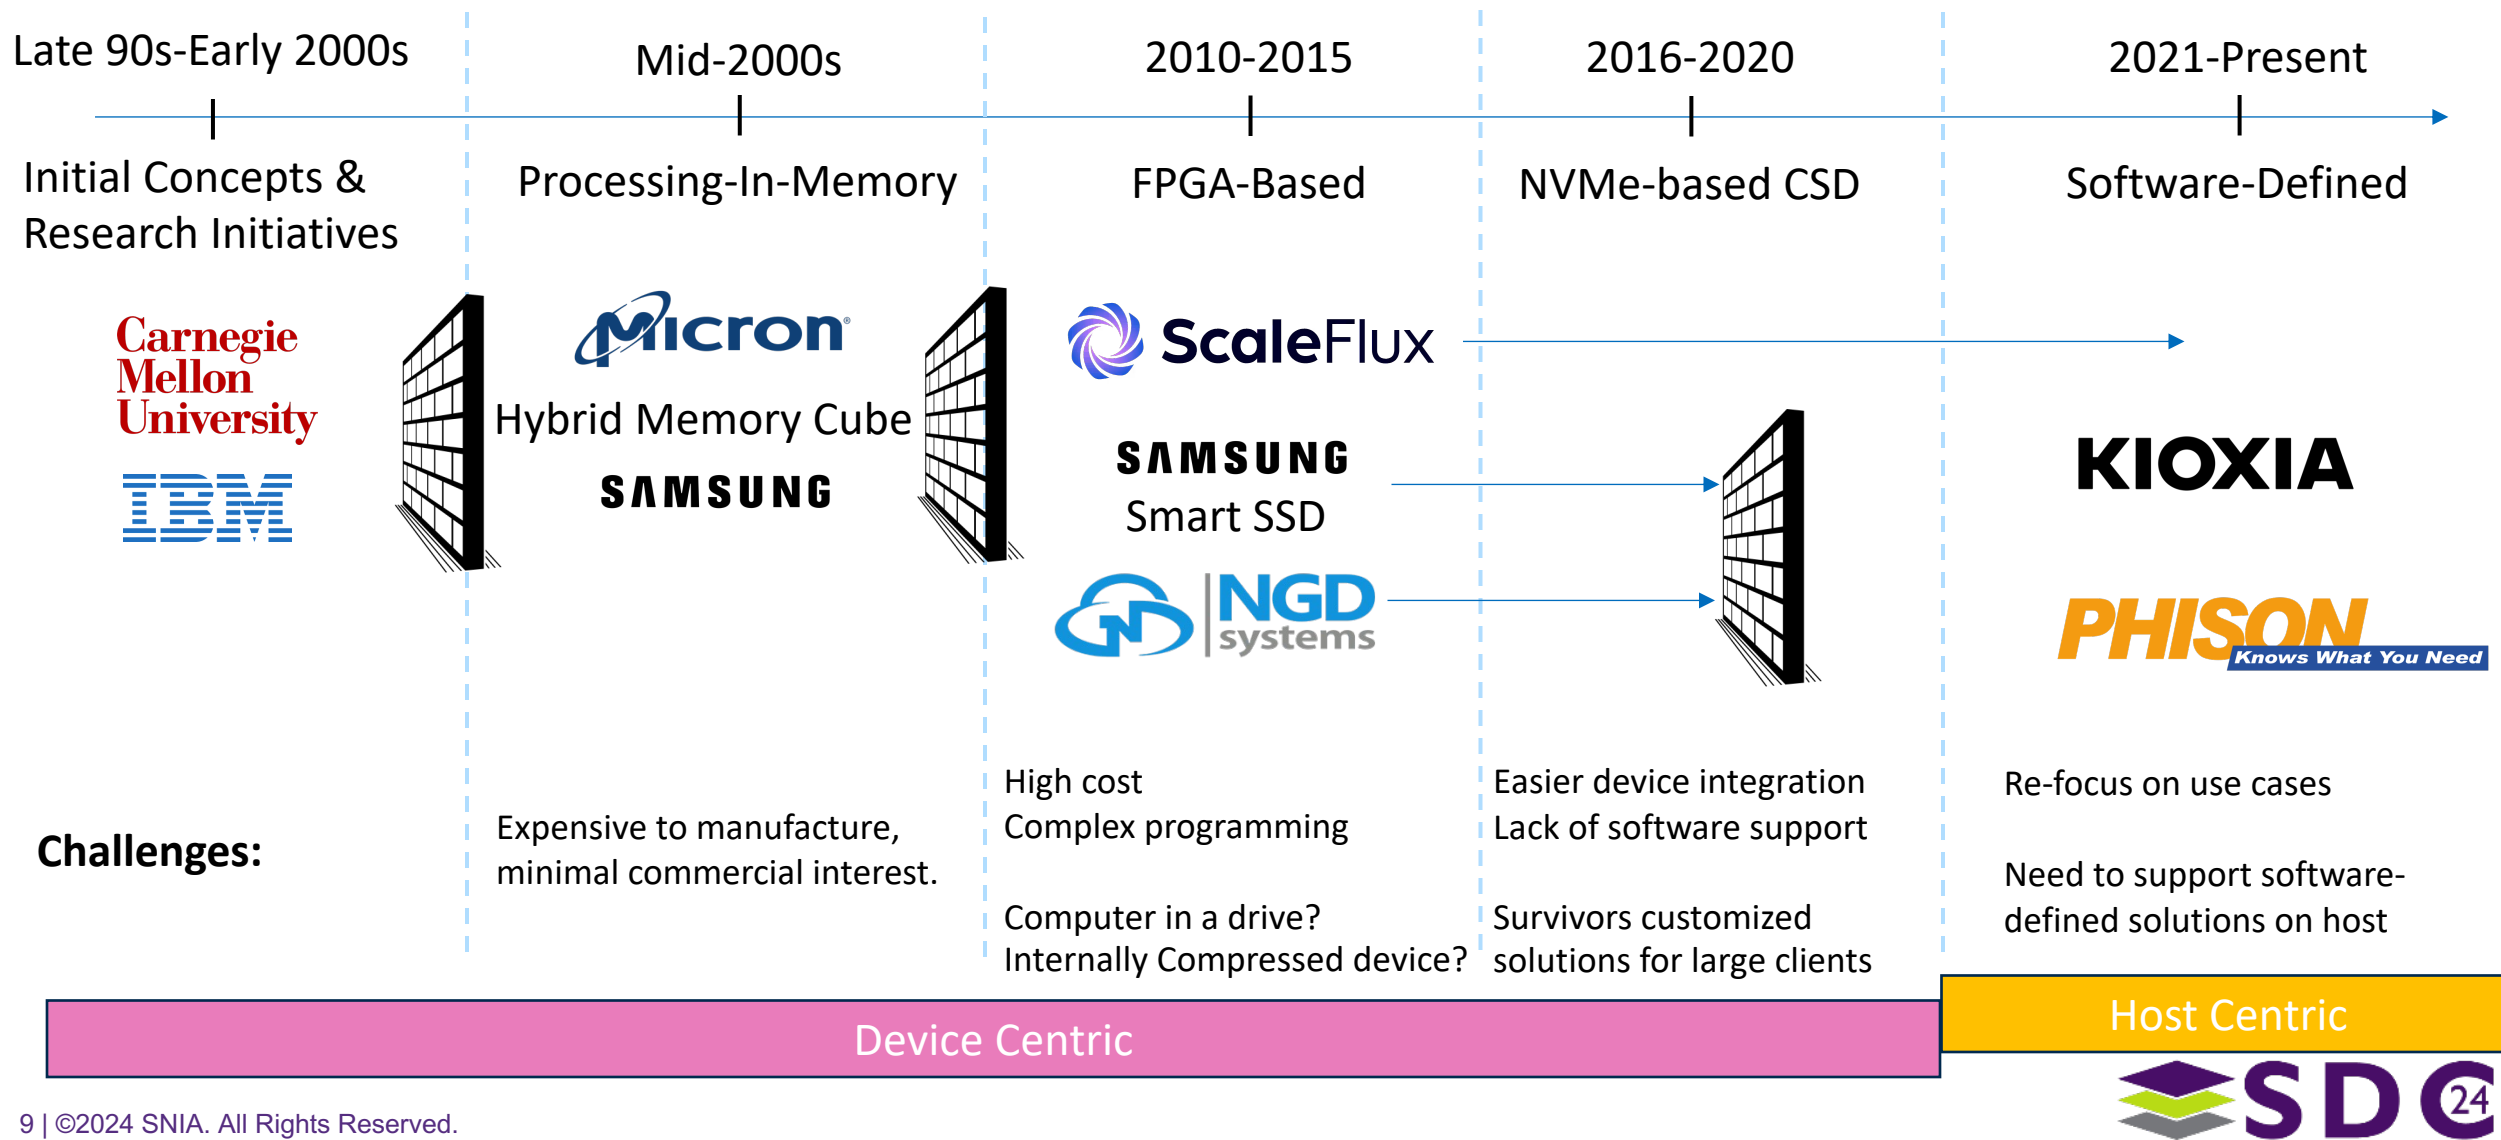 Late 90s-Early 2000s
Mid-2000s
2010-2015
2016-2020
2021-Present
Initial Concepts &
Research Initiatives
Processing-In-Memory
FPGA-Based
NVMe-based CSD
Software-Defined
Carnegie
Mellon
University
IBM
Micron
Hybrid Memory Cube
SAMSUNG
ScaleFlux
SAMSUNG
Smart SSD
NGD
systems
KIOXIA
PHISON
Knows What You Need
Challenges:
Expensive to manufacture,
minimal commercial interest.
High cost
Complex programming
Computer in a drive?
Internally Compressed device?
Easier device integration
Lack of software support
Survivors customized
solutions for large clients
Re-focus on use cases
Need to support software-
defined solutions on host
Device Centric
Host Centric
9 | ©2024 SNIA. All Rights Reserved.
SDC 24